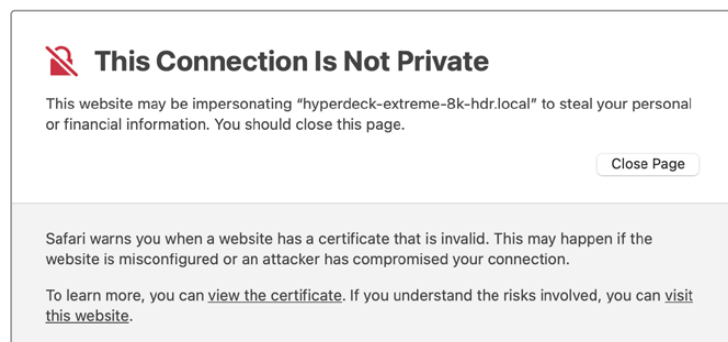 This Connection Is Not Private
This website may be impersonating “hyperdeck-extreme-8k-hdr.local” to steal your personal
or financial information. You should close this page.
Close Page
Safari warns you when a website has a certificate that is invalid. This may happen if the
website is misconfigured or an attacker has compromised your connection.
To learn more, you can view the certificate. If you understand the risks involved, you can visit
this website.